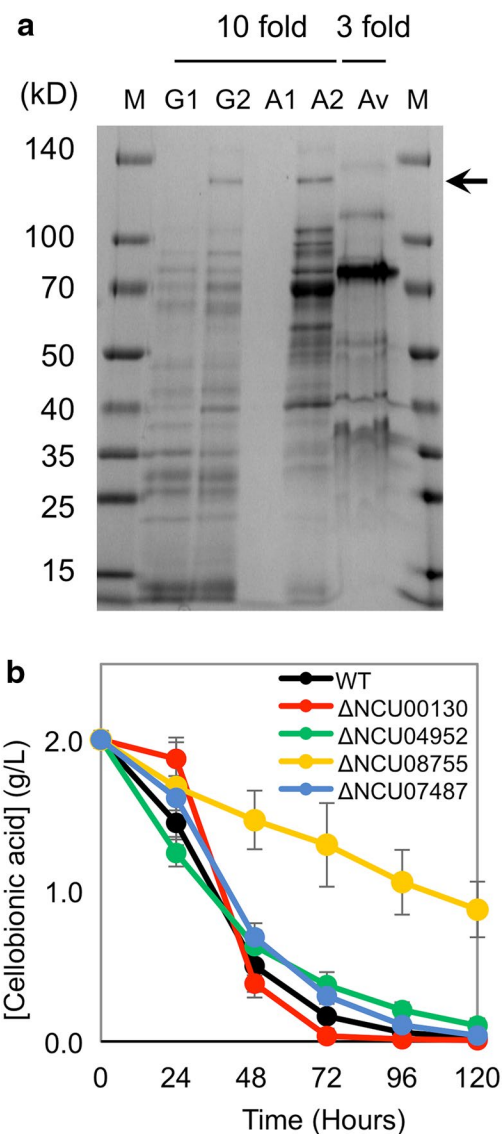 a
10 fold 3 fold
(kD) M G1 G2 A1 A2 Av M
140
100
70
50
40
35
25
15
b
WT
ΔNCU00130
ΔNCU04952
ΔNCU08755
ΔNCU07487
[Cellobionic acid] (g/L)
2.0
1.0
0.0
0 24 48 72 96 120
Time (Hours)